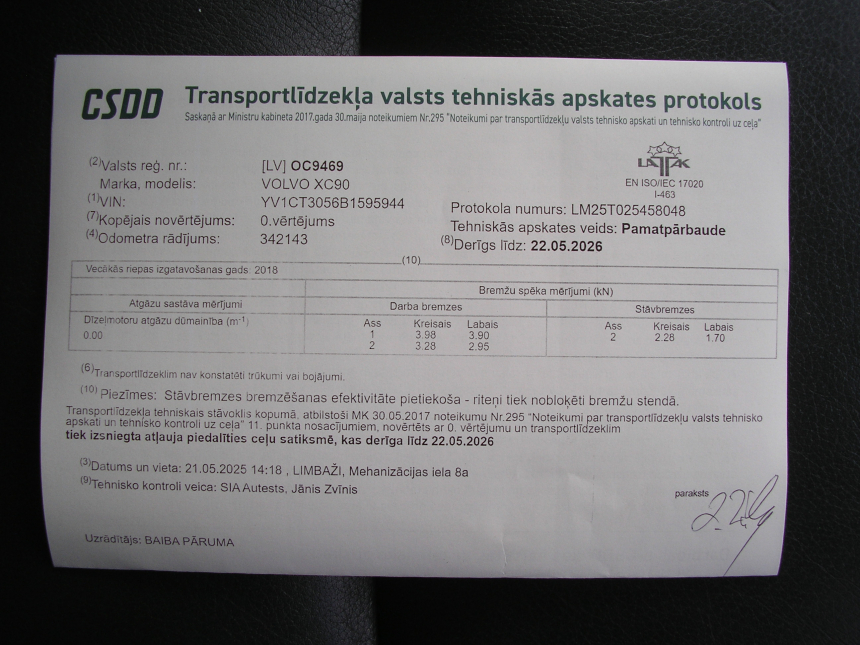 CSDD
Transportlīdzekļa valsts tehniskās apskates protokols
Saskaņā ar Ministru kabineta 2017.gada 30.maija noteikumiem Nr.295 "Noteikumi par transportlīdzekļu valsts tehnisko apskati un tehnisko kontroli uz ceļa"
(2)Valsts reģ. nr.: [LV] OC9469
Marka, modelis: VOLVO XC90
(1)VIN: YV1CT3056B1595944
(7)Kopējais novērtējums: 0.vērtējums
(4)Odometra rādījums: 342143
LATAK
EN ISO/IEC 17020
I-463
Protokola numurs: LM25T025458048
Tehniskās apskates veids: Pamatpārbaude
(8)Derīgs līdz: 22.05.2026
(10)
Vecākās riepas izgatavošanas gads: 2018
Bremžu spēka mērījumi (kN)
Atgāzu sastāva mērījumi Darba bremzes Stāvbremzes
Dīzeļmotoru atgāzu dūmainība (m-1) Ass Kreisais Labais Ass Kreisais Labais
0.00 1 3.98 3.90 2 2.28 1.70
2 3.28 2.95
(6)Transportlīdzeklim nav konstatēti trūkumi vai bojājumi.
(10) Piezīmes: Stāvbremzes bremzēšanas efektivitāte pietiekoša - riteņi tiek nobloķēti bremžu stendā.
Transportlīdzekļa tehniskais stāvoklis kopumā, atbilstoši MK 30.05.2017 noteikumu Nr.295 "Noteikumi par transportlīdzekļu valsts tehnisko
apskati un tehnisko kontroli uz ceļa" 11. punkta nosacījumiem, novērtēts ar 0. vērtējumu un transportlīdzeklim
tiek izsniegta atļauja piedalīties ceļu satiksmē, kas derīga līdz 22.05.2026
(3)Datums un vieta: 21.05.2025 14:18 , LIMBAŽI, Mehanizācijas iela 8a
(9)Tehnisko kontroli veica: SIA Autests, Jānis Zvīnis
paraksts
Uzrādītājs: BAIBA PĀRUMA